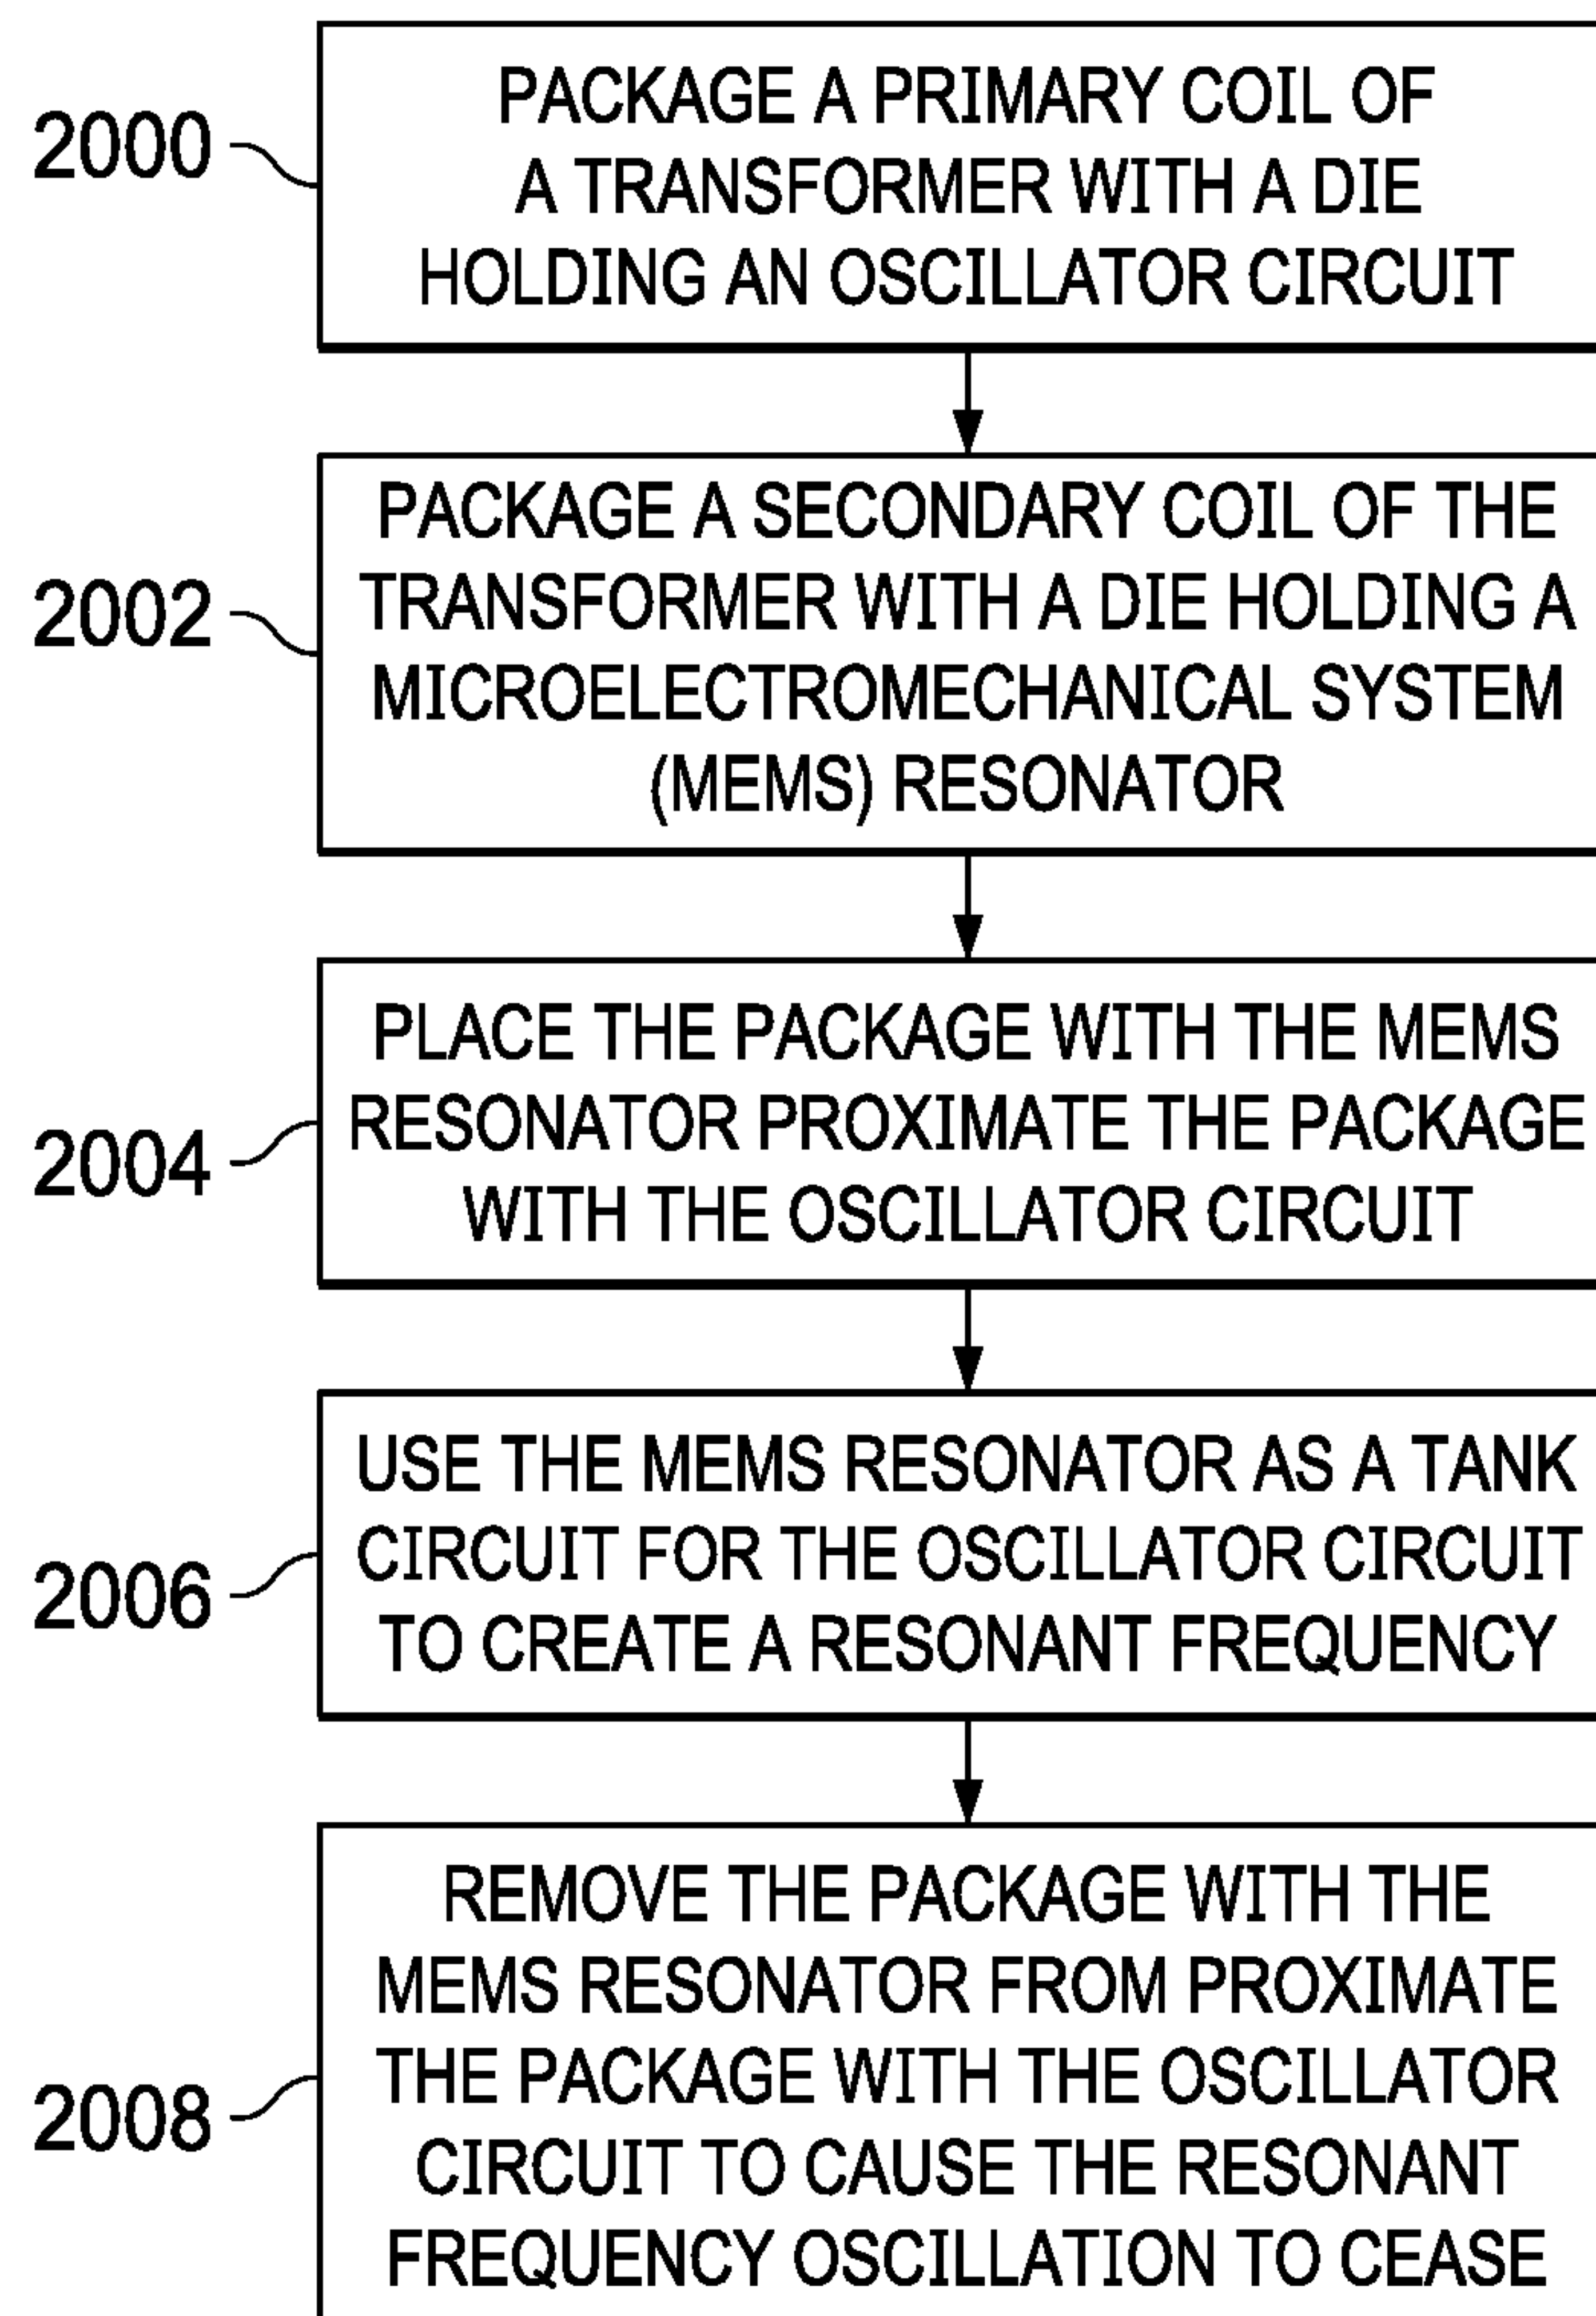 2000
PACKAGE A PRIMARY COIL OF
A TRANSFORMER WITH A DIE
HOLDING AN OSCILLATOR CIRCUIT
2002
PACKAGE A SECONDARY COIL OF THE
TRANSFORMER WITH A DIE HOLDING A
MICROELECTROMECHANICAL SYSTEM
(MEMS) RESONATOR
2004
PLACE THE PACKAGE WITH THE MEMS
RESONATOR PROXIMATE THE PACKAGE
WITH THE OSCILLATOR CIRCUIT
2006
USE THE MEMS RESONATOR AS A TANK
CIRCUIT FOR THE OSCILLATOR CIRCUIT
TO CREATE A RESONANT FREQUENCY
2008
REMOVE THE PACKAGE WITH THE
MEMS RESONATOR FROM PROXIMATE
THE PACKAGE WITH THE OSCILLATOR
CIRCUIT TO CAUSE THE RESONANT
FREQUENCY OSCILLATION TO CEASE